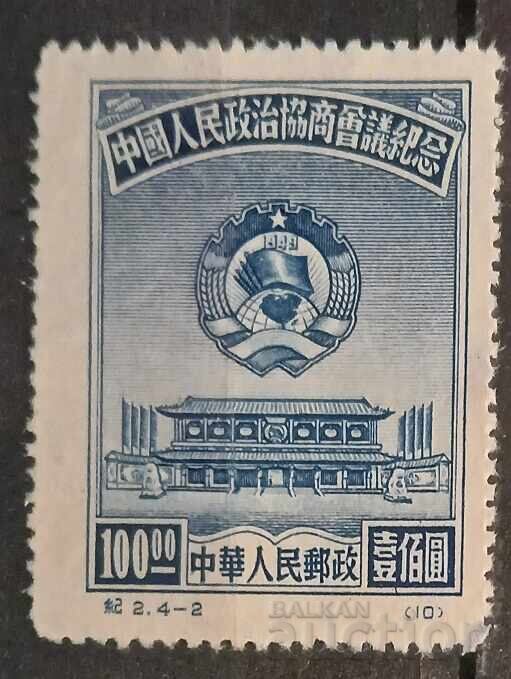 中國人民政治協商會議紀念
100.00
中華人民郵政
壹佰圓
紀 2. 4-2
(10)
BALKAN
auction